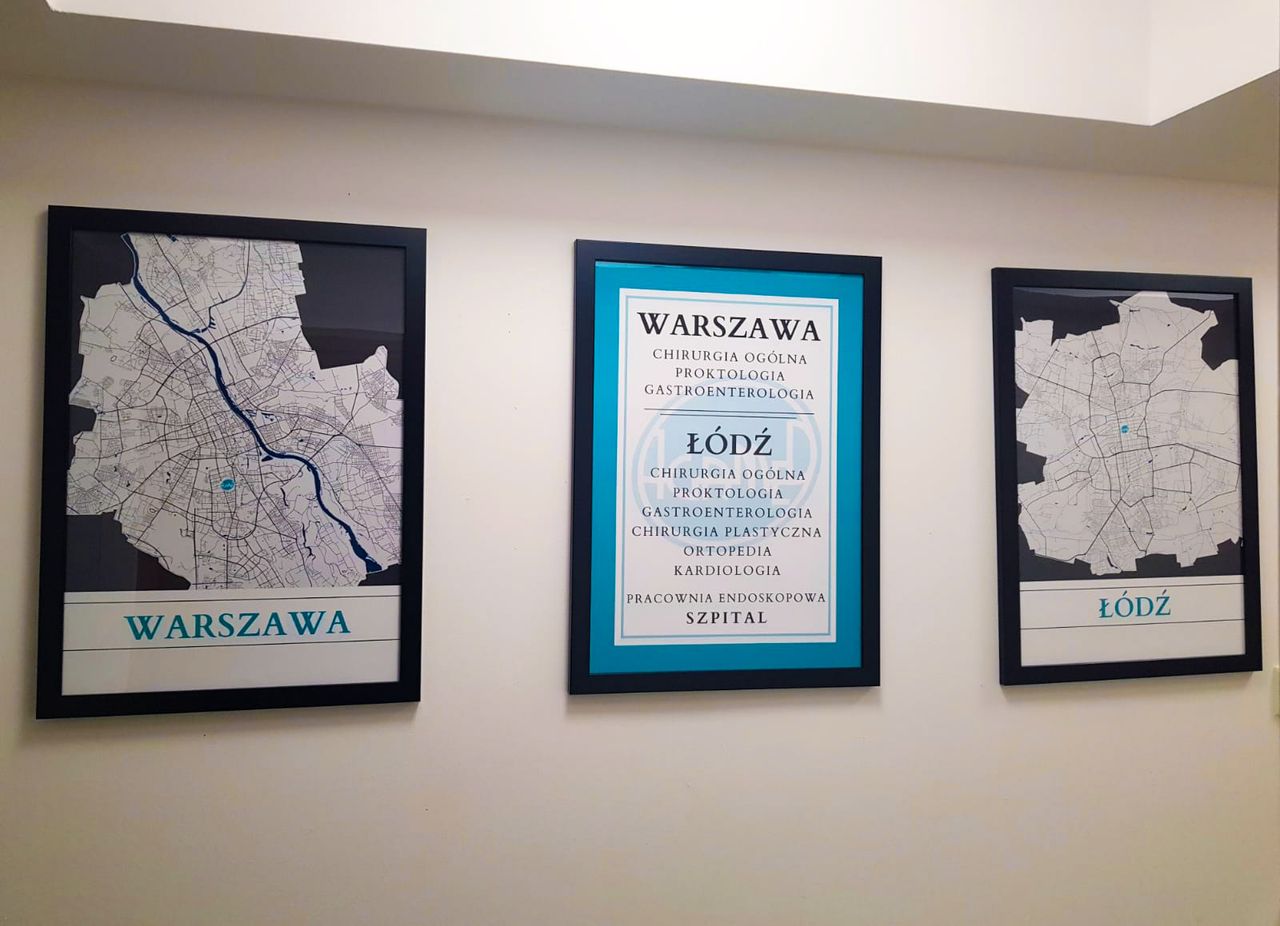 WARSZAWA
WARSZAWA
CHIRURGIA OGÓLNA
PROKTOLOGIA
GASTROENTEROLOGIA
ŁÓDŹ
CHIRURGIA OGÓLNA
PROKTOLOGIA
GASTROENTEROLOGIA
CHIRURGIA PLASTYCZNA
ORTOPEDIA
KARDIOLOGIA
PRACOWNIA ENDOSKOPOWA
SZPITAL
ŁÓDŹ